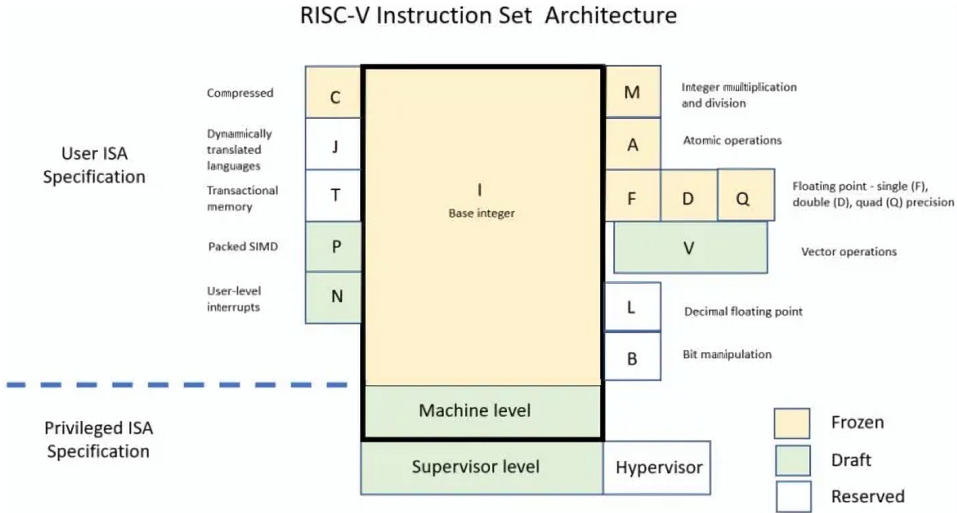 RISC-V Instruction Set Architecture
User ISA
Specification
Compressed
C
Dynamically
translated
languages
J
Transactional
memory
T
Packed SIMD
P
User-level
interrupts
N
I
Base integer
M
Integer multiplication
and division
A
Atomic operations
F
D
Q
Floating point - single (F),
double (D), quad (Q) precision
V
Vector operations
L
Decimal floating point
B
Bit manipulation
Privileged ISA
Specification
Machine level
Supervisor level
Hypervisor
Frozen
Draft
Reserved